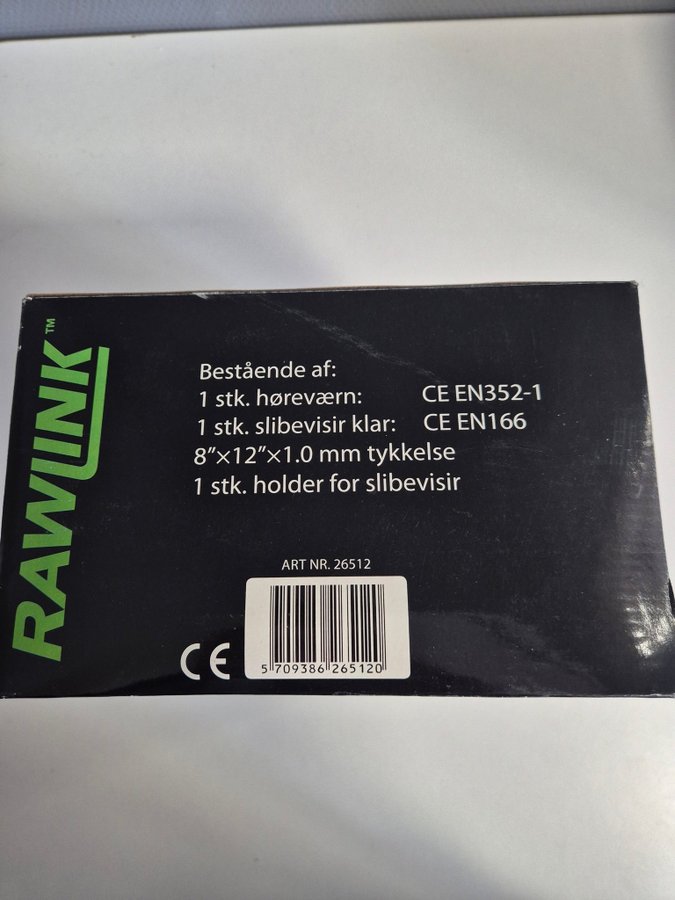 RAWLINK™
Bestående af:
1 stk. høreværn: CE EN352-1
1 stk. slibevisir klar: CE EN166
8”×12”×1.0 mm tykkelse
1 stk. holder for slibevisir
ART NR. 26512
CE
5 709386 265120